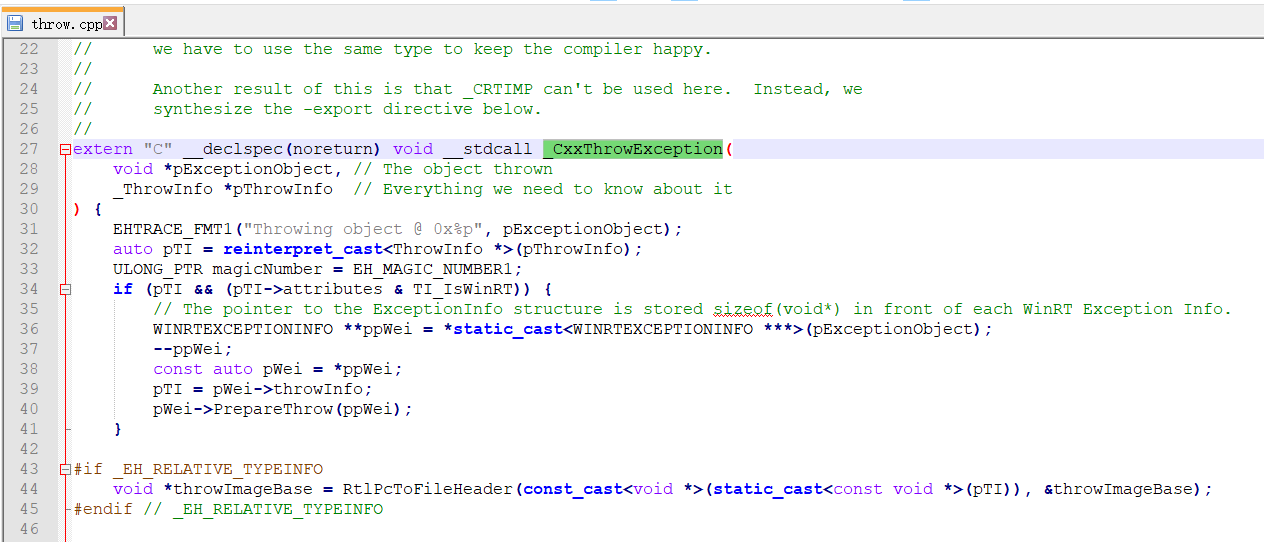 throw.cpp
22 // we have to use the same type to keep the compiler happy.
23 //
24 // Another result of this is that _CRTIMP can't be used here.  Instead, we
25 // synthesize the -export directive below.
26 //
27 extern "C" __declspec(noreturn) void __stdcall _CxxThrowException(
28 void *pExceptionObject, // The object thrown
29 _ThrowInfo *pThrowInfo  // Everything we need to know about it
30 ) {
31 EHTRACE_FMT1("Throwing object @ 0x%p", pExceptionObject);
32 auto pTI = reinterpret_cast<ThrowInfo *>(pThrowInfo);
33 ULONG_PTR magicNumber = EH_MAGIC_NUMBER1;
34 if (pTI && (pTI->attributes & TI_IsWinRT)) {
35 // The pointer to the ExceptionInfo structure is stored sizeof(void*) in front of each WinRT Exception Info.
36 WINRTEXCEPTIONINFO **ppWei = *static_cast<WINRTEXCEPTIONINFO ***>(pExceptionObject);
37 --ppWei;
38 const auto pWei = *ppWei;
39 pTI = pWei->throwInfo;
40 pWei->PrepareThrow(ppWei);
41 }
42
43 #if _EH_RELATIVE_TYPEINFO
44 void *throwImageBase = RtlPcToFileHeader(const_cast<void *>(static_cast<const void *>(pTI)), &throwImageBase);
45 #endif // _EH_RELATIVE_TYPEINFO
46